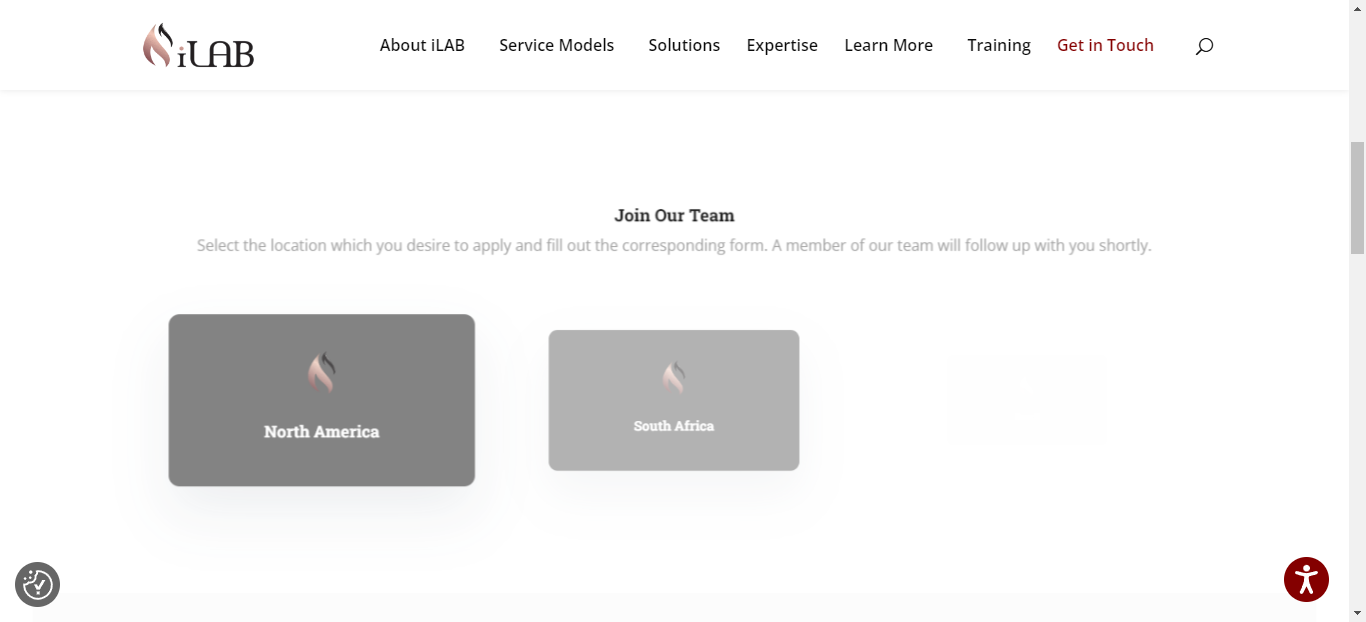 iLAB
About iLAB
Service Models
Solutions
Expertise
Learn More
Training
Get in Touch
Join Our Team
Select the location which you desire to apply and fill out the corresponding form. A member of our team will follow up with you shortly.
North America
South Africa